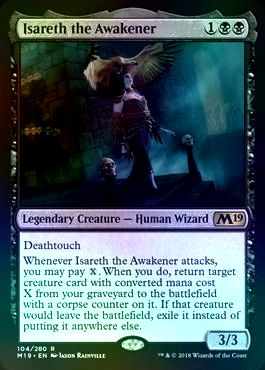 Isareth the Awakener 1
M19
Legendary Creature — Human Wizard
Deathtouch
Whenever Isareth the Awakener attacks,
you may pay X. When you do, return target
creature card with converted mana cost
X from your graveyard to the battlefield
with a corpse counter on it. If that creature
would leave the battlefield, exile it instead of
putting it anywhere else.
3/3
104/280 R
M19 • EN JASON RAINVILLE
™ & © 2018 Wizards of the Coast